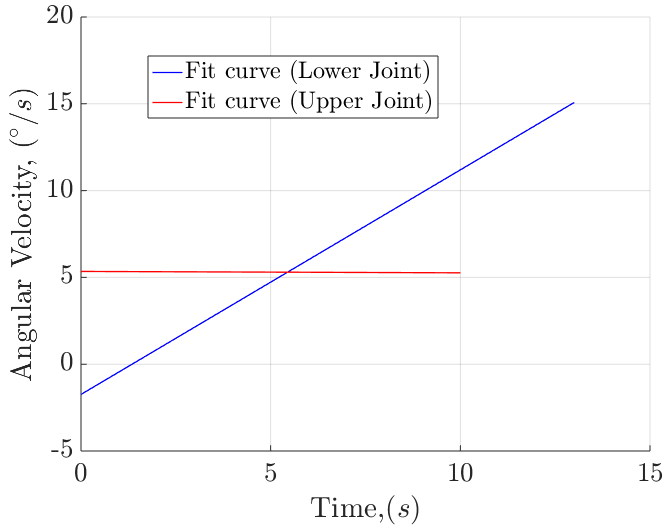 20
15
10
5
0
-5
Angular Velocity, (°/s)
Fit curve (Lower Joint)
Fit curve (Upper Joint)
0 5 10 15
Time,(s)